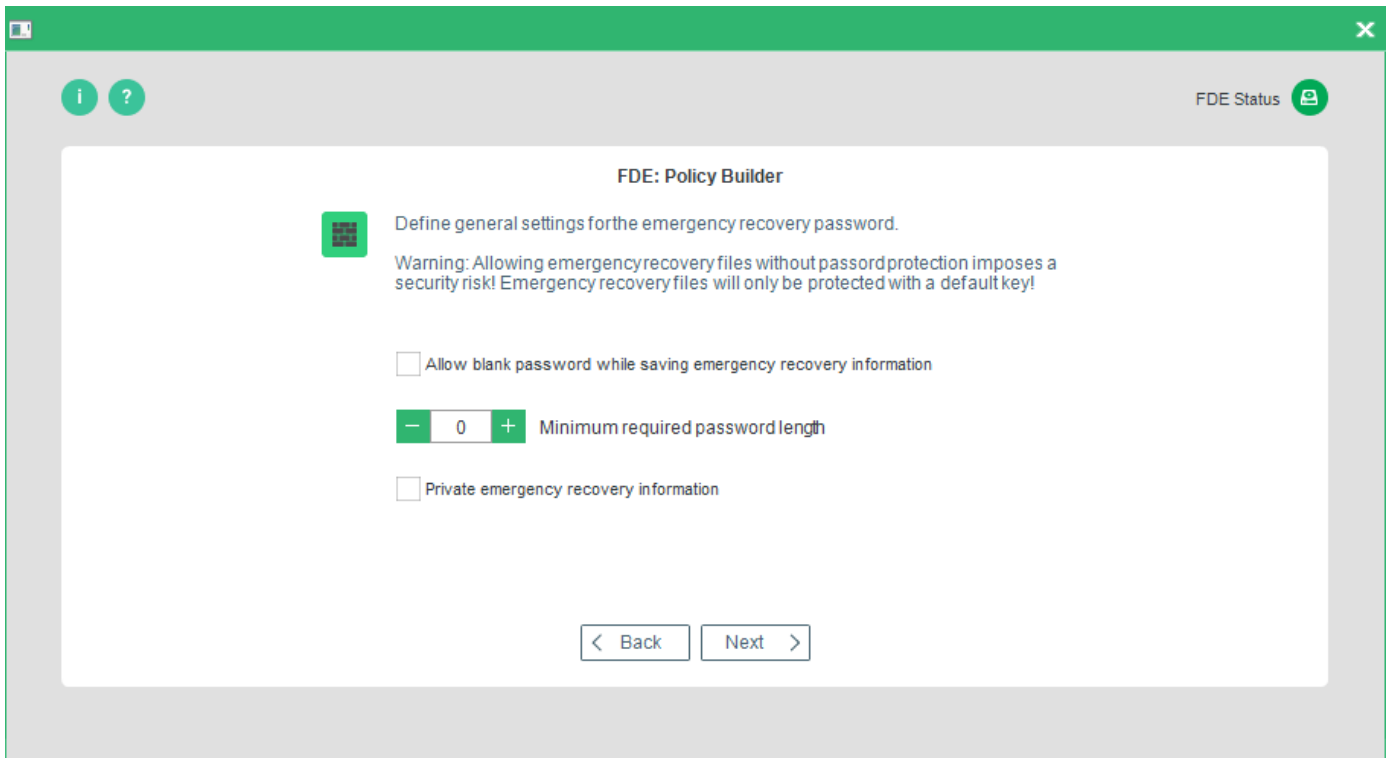 i ?
FDE Status
FDE: Policy Builder
Define general settings forthe emergency recovery password.
Warning: Allowing emergency recovery files without passord protection imposes a
security risk! Emergency recovery files will only be protected with a default key!
Allow blank password while saving emergency recovery information
− 0 + Minimum required password length
Private emergency recovery information
< Back Next >